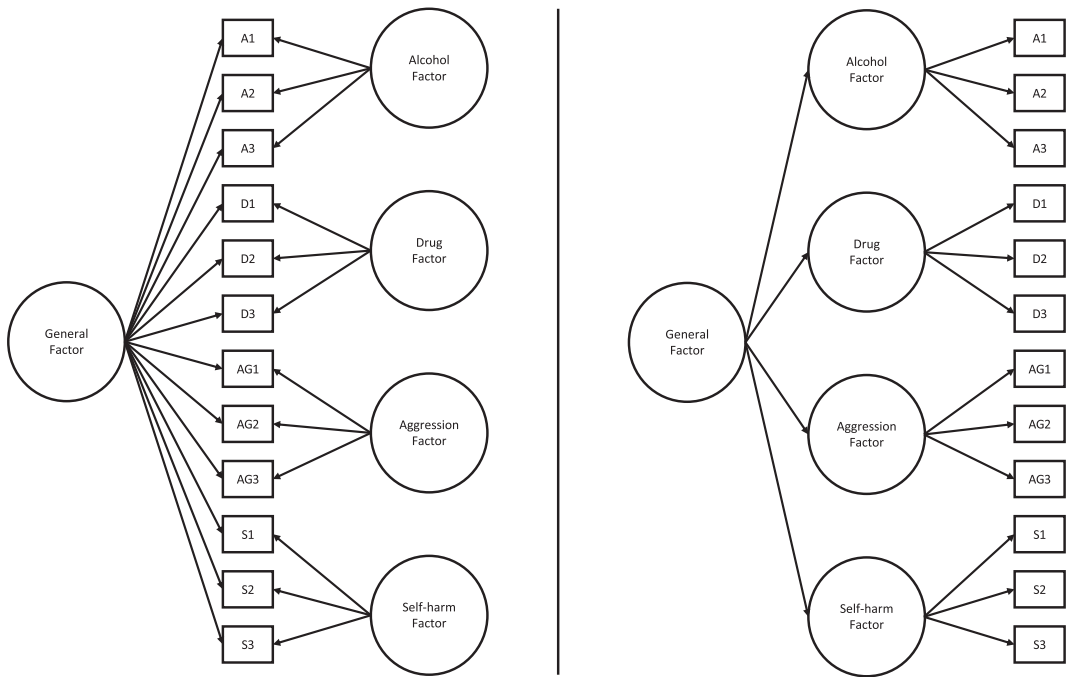 General
Factor
A1
A2
A3
D1
D2
D3
AG1
AG2
AG3
S1
S2
S3
Alcohol
Factor
Drug
Factor
Aggression
Factor
Self-harm
Factor
General
Factor
Alcohol
Factor
Drug
Factor
Aggression
Factor
Self-harm
Factor
A1
A2
A3
D1
D2
D3
AG1
AG2
AG3
S1
S2
S3